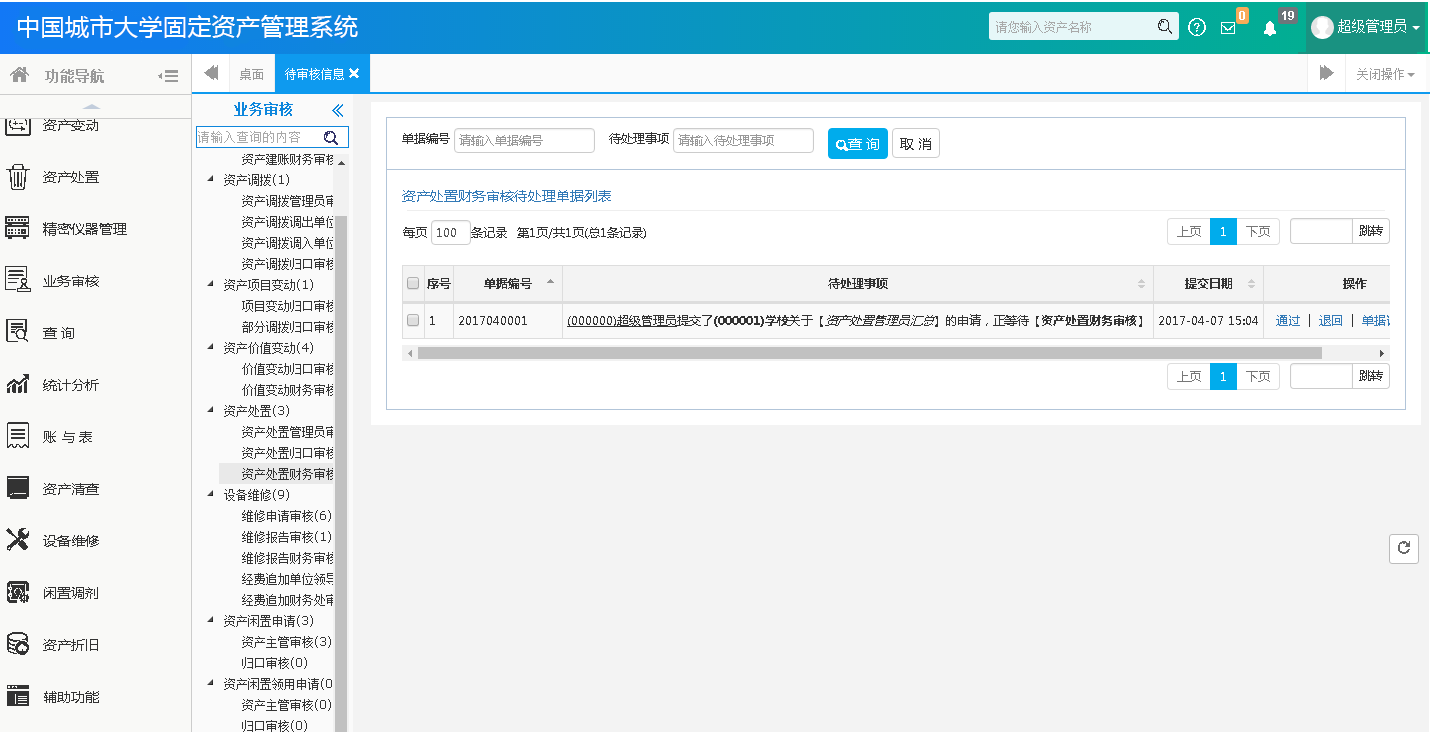 中国城市大学固定资产管理系统
请您输入资产名称
0
19
超级管理员
功能导航
桌面
待审核信息
关闭操作
资产变动
资产处置
精密仪器管理
业务审核
查 询
统计分析
账 与 表
资产清查
设备维修
闲置调剂
资产折旧
辅助功能
业务审核
请输入查询的内容
资产建账财务审核
资产调拨(1)
资产调拨管理员审
资产调拨调出单位
资产调拨调入单位
资产调拨归口审核
资产项目变动(1)
项目变动归口审核
部分调拨归口审核
资产价值变动(4)
价值变动归口审核
价值变动财务审核
资产处置(3)
资产处置管理员审
资产处置归口审核
资产处置财务审核
设备维修(9)
维修申请审核(6)
维修报告审核(1)
维修报告财务审核
经费追加单位领导
经费追加财务处审
资产闲置申请(3)
资产主管审核(3)
归口审核(0)
资产闲置领用申请(0
资产主管审核(0)
归口审核(0)
单据编号 请输入单据编号 待处理事项 请输入待处理事项 查 询 取 消
资产处置财务审核待处理单据列表
每页 100 条记录 第1页/共1页(总1条记录) 上页 1 下页 跳转
序号 单据编号 待处理事项 提交日期 操作
1 2017040001 (000000)超级管理员提交了(000001)学校关于【资产处置管理员汇总】的申请，正等待【资产处置财务审核】 2017-04-07 15:04 通过 | 退回 | 单据
上页 1 下页 跳转